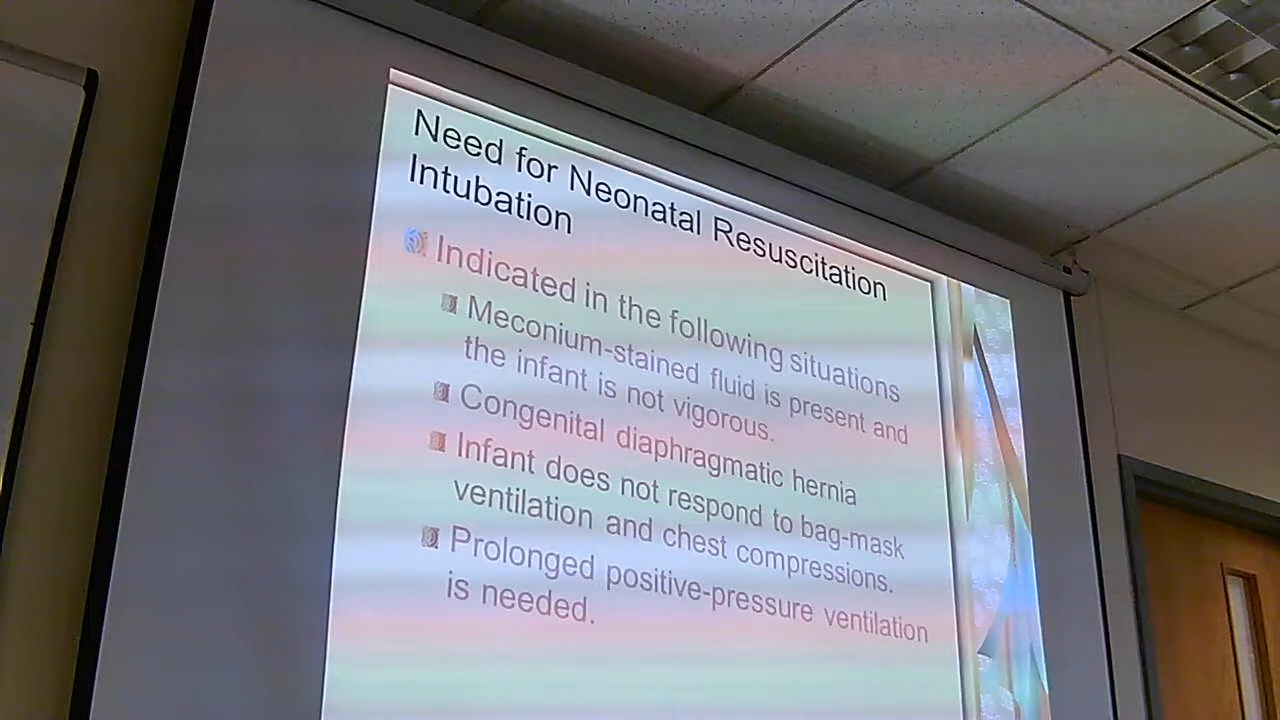 Need for Neonatal Resuscitation
Intubation
Indicated in the following situations
Meconium-stained fluid is present and
the infant is not vigorous.
Congenital diaphragmatic hernia
Infant does not respond to bag-mask
ventilation and chest compressions.
Prolonged positive-pressure ventilation
is needed.